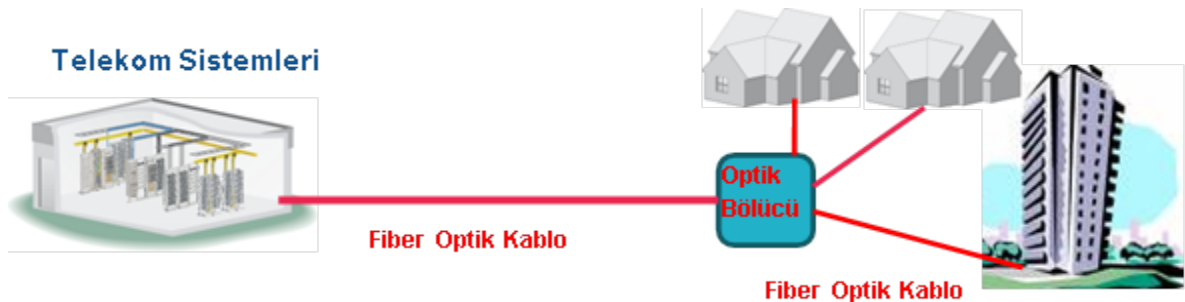 Telekom Sistemleri
Optik
Bölücü
Fiber Optik Kablo
Fiber Optik Kablo